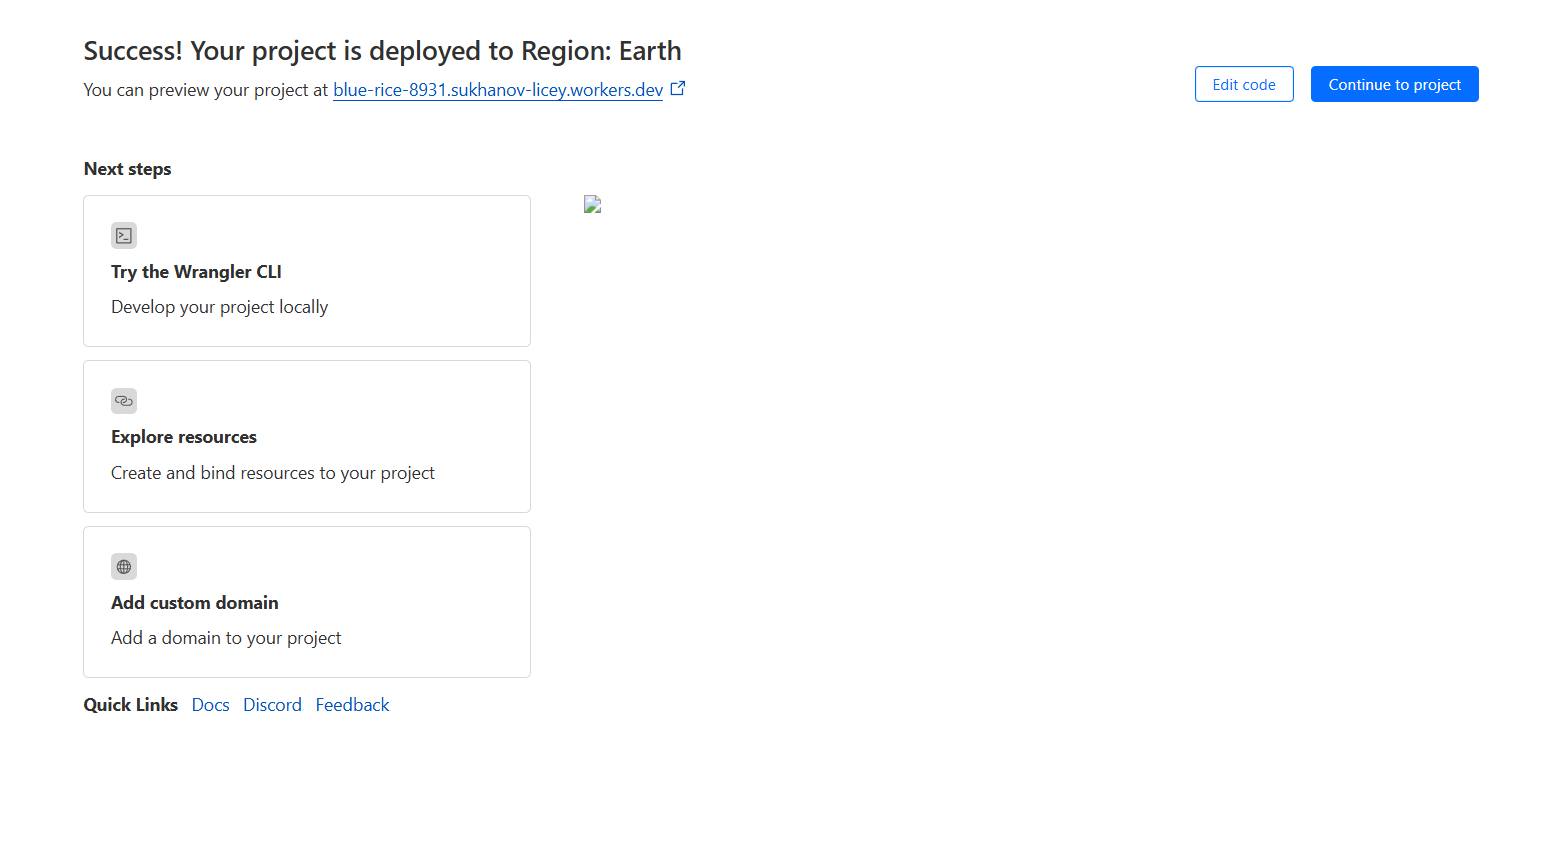 Success! Your project is deployed to Region: Earth
You can preview your project at blue-rice-8931.sukhanov-licey.workers.dev
Edit code
Continue to project
Next steps
Try the Wrangler CLI
Develop your project locally
Explore resources
Create and bind resources to your project
Add custom domain
Add a domain to your project
Quick Links Docs Discord Feedback